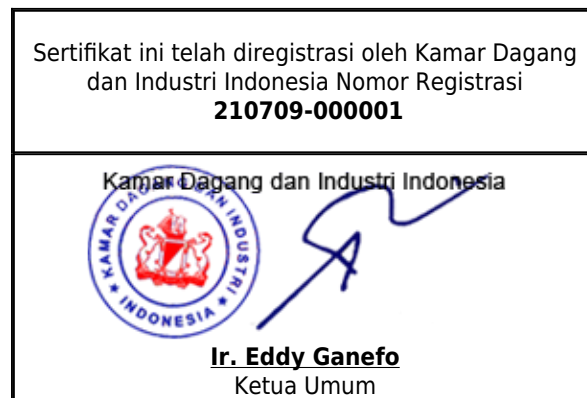 Sertifikat ini telah diregistrasi oleh Kamar Dagang
dan Industri Indonesia Nomor Registrasi
210709-000001
Kamar Dagang dan Industri Indonesia
KAMAR DAGANG DAN INDUSTRI
INDONESIA
Ir. Eddy Ganefo
Ketua Umum